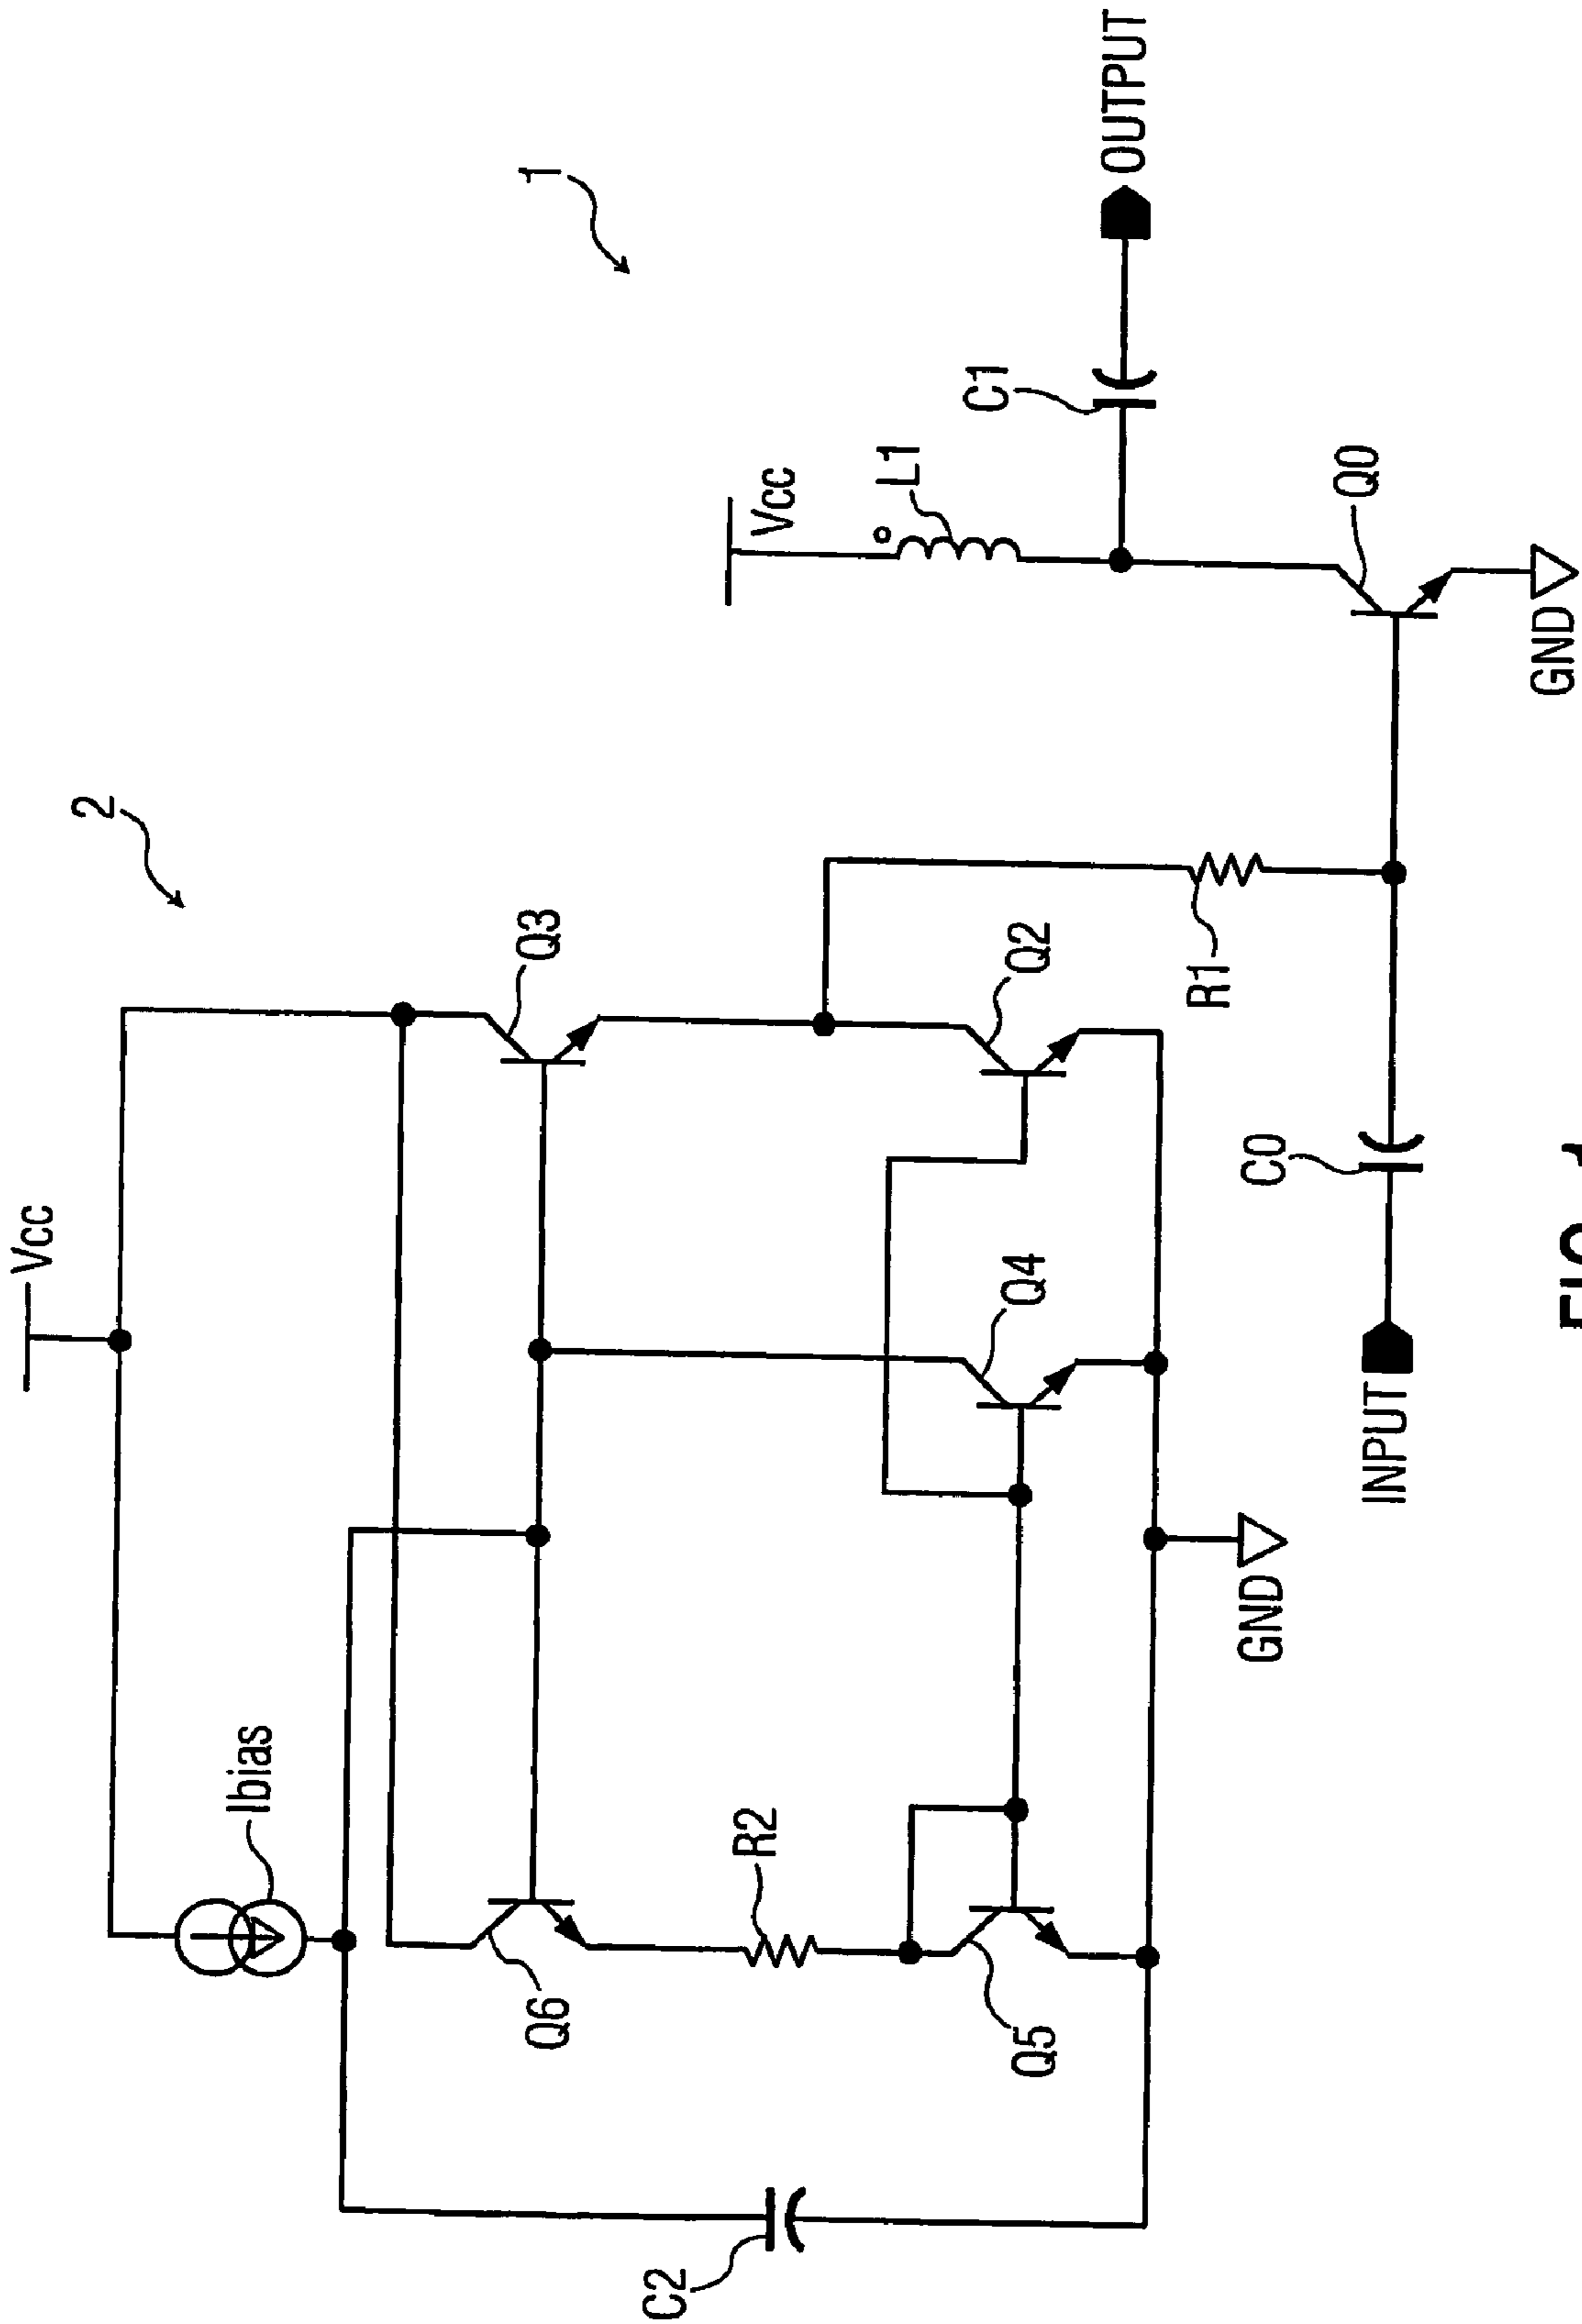 2
1
Vcc
Ibias
Q6
R2
Q5
C2
Q3
Q4
Q2
GND
R1
Vcc
L1
C1
OUTPUT
Q0
GND
C0
INPUT